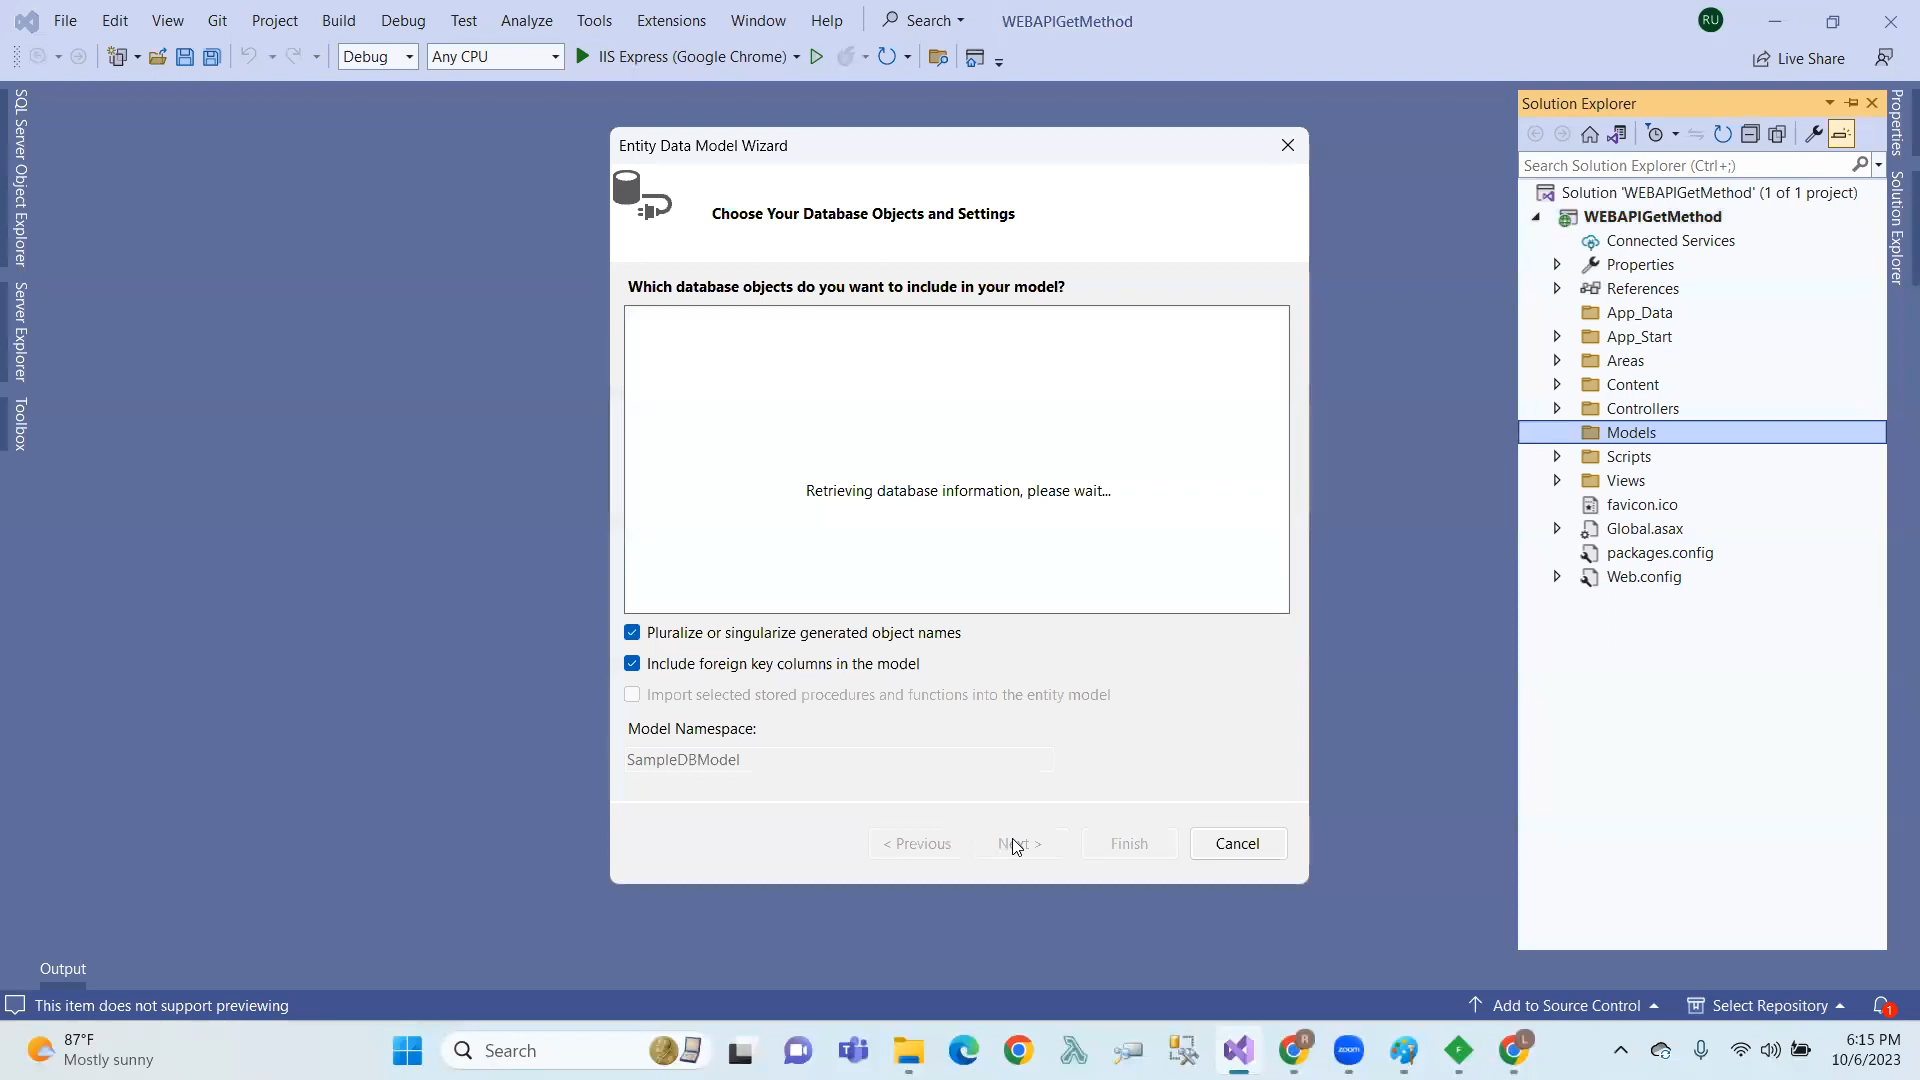 File Edit View Git Project Build Debug Test Analyze Tools Extensions Window Help Search WEBAPIGetMethod RU
Debug Any CPU IIS Express (Google Chrome) Live Share
SQL Server Object Explorer
Server Explorer
Toolbox
Entity Data Model Wizard
Choose Your Database Objects and Settings
Which database objects do you want to include in your model?
Retrieving database information, please wait...
Pluralize or singularize generated object names
Include foreign key columns in the model
Import selected stored procedures and functions into the entity model
Model Namespace:
SampleDBModel
< Previous Next > Finish Cancel
Solution Explorer
Search Solution Explorer (Ctrl+;)
Solution 'WEBAPIGetMethod' (1 of 1 project)
WEBAPIGetMethod
Connected Services
Properties
References
App_Data
App_Start
Areas
Content
Controllers
Models
Scripts
Views
favicon.ico
Global.asax
packages.config
Web.config
Properties
Solution Explorer
Output
This item does not support previewing Add to Source Control Select Repository 1
87°F
Mostly sunny
Search
zoom
R
L
F
6:15 PM
10/6/2023